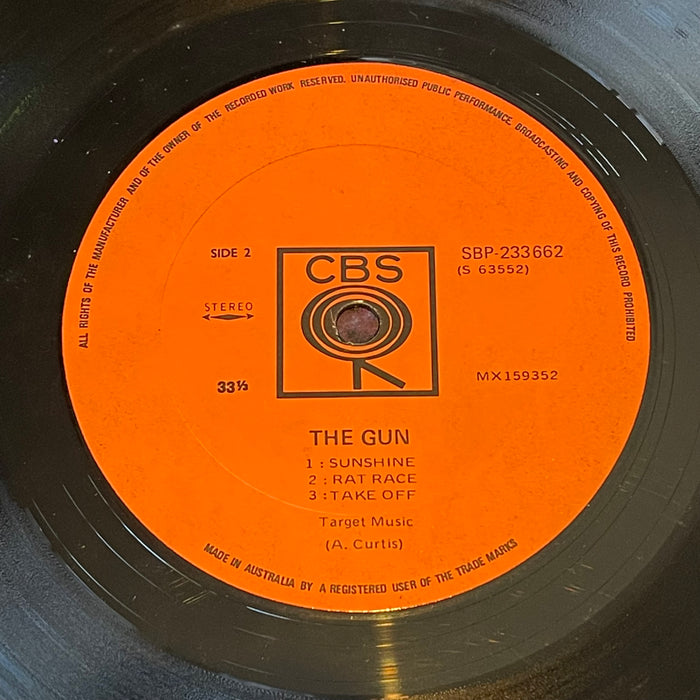 ALL RIGHTS OF THE MANUFACTURER AND OF THE OWNER OF THE RECORDED WORK RESERVED. UNAUTHORISED PUBLIC PERFORMANCE, BROADCASTING AND COPYING OF THIS RECORD PROHIBITED
SIDE 2
SBP-233662
(S 63552)
CBS
STEREO
33⅓
MX159352
THE GUN
1 : SUNSHINE
2 : RAT RACE
3 : TAKE OFF
Target Music
(A. Curtis)
MADE IN AUSTRALIA BY A REGISTERED USER OF THE TRADE MARKS